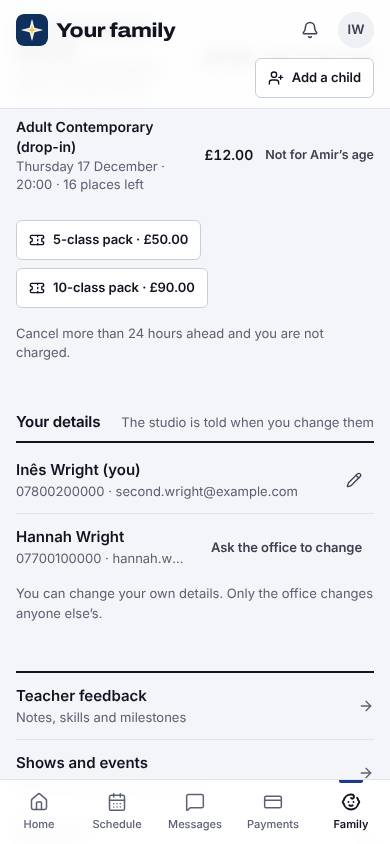 Your family
IW
Add a child
Adult Contemporary
(drop-in)
Thursday 17 December ·
20:00 · 16 places left
£12.00
Not for Amir's age
5-class pack · £50.00
10-class pack · £90.00
Cancel more than 24 hours ahead and you are not
charged.
Your details
The studio is told when you change them
Inês Wright (you)
07800200000 · second.wright@example.com
Hannah Wright
07700100000 · hannah.w...
Ask the office to change
You can change your own details. Only the office changes
anyone else's.
Teacher feedback
Notes, skills and milestones
Shows and events
Home
Schedule
Messages
Payments
Family